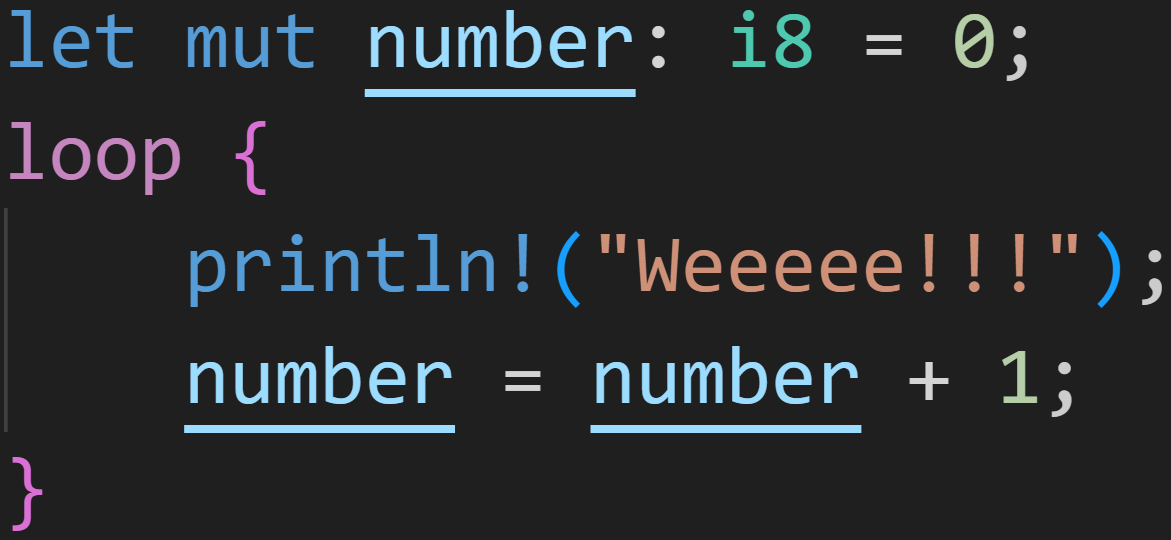 let mut number: i8 = 0;
loop {
    println!("Weeeee!!!");
    number = number + 1;
}